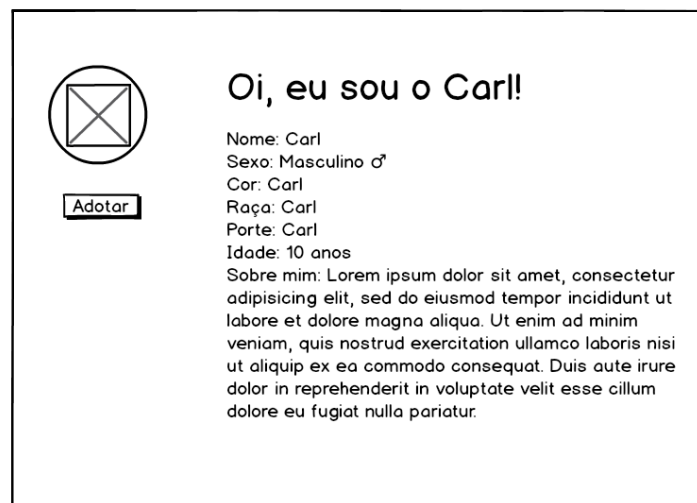 Oi, eu sou o Carl!
Adotar
Nome: Carl
Sexo: Masculino ♂
Cor: Carl
Raça: Carl
Porte: Carl
Idade: 10 anos
Sobre mim: Lorem ipsum dolor sit amet, consectetur
adipisicing elit, sed do eiusmod tempor incididunt ut
labore et dolore magna aliqua. Ut enim ad minim
veniam, quis nostrud exercitation ullamco laboris nisi
ut aliquip ex ea commodo consequat. Duis aute irure
dolor in reprehenderit in voluptate velit esse cillum
dolore eu fugiat nulla pariatur.